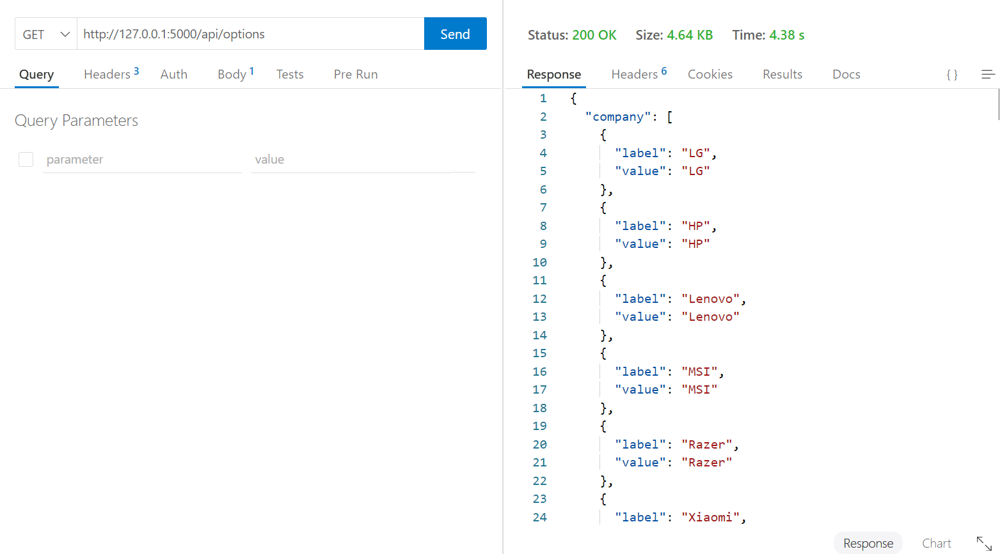 GET http://127.0.0.1:5000/api/options Send
Query Headers 3 Auth Body 1 Tests Pre Run
Query Parameters
parameter value
Status: 200 OK Size: 4.64 KB Time: 4.38 s
Response Headers 6 Cookies Results Docs { }
1 {
2 "company": [
3 {
4 "label": "LG",
5 "value": "LG"
6 },
7 {
8 "label": "HP",
9 "value": "HP"
10 },
11 {
12 "label": "Lenovo",
13 "value": "Lenovo"
14 },
15 {
16 "label": "MSI",
17 "value": "MSI"
18 },
19 {
20 "label": "Razer",
21 "value": "Razer"
22 },
23 {
24 "label": "Xiaomi",
Response Chart